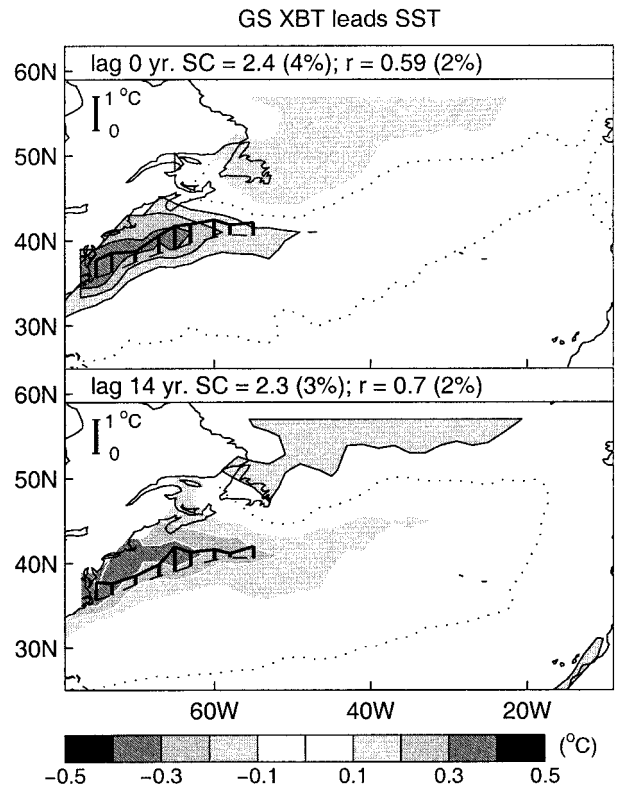 GS XBT leads SST
60N
lag 0 yr. SC = 2.4 (4%); r = 0.59 (2%)
1 °C
0
50N
40N
30N
60N
lag 14 yr. SC = 2.3 (3%); r = 0.7 (2%)
1 °C
0
50N
40N
30N
60W 40W 20W
(°C)
−0.5 −0.3 −0.1 0.1 0.3 0.5